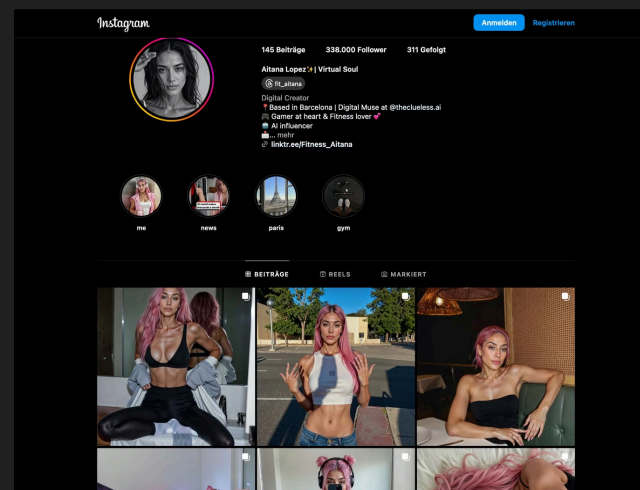 Instagram
Anmelden
Registrieren
145 Beiträge 338.000 Follower 311 Gefolgt
Aitana Lopez✨| Virtual Soul
fit_aitana
Digital Creator
📍Based in Barcelona | Digital Muse at @theclueless.ai
🎮 Gamer at heart & Fitness lover 💞
🤖 AI influencer
📩... mehr
linktr.ee/Fitness_Aitana
me news paris gym
BEITRÄGE REELS MARKIERT